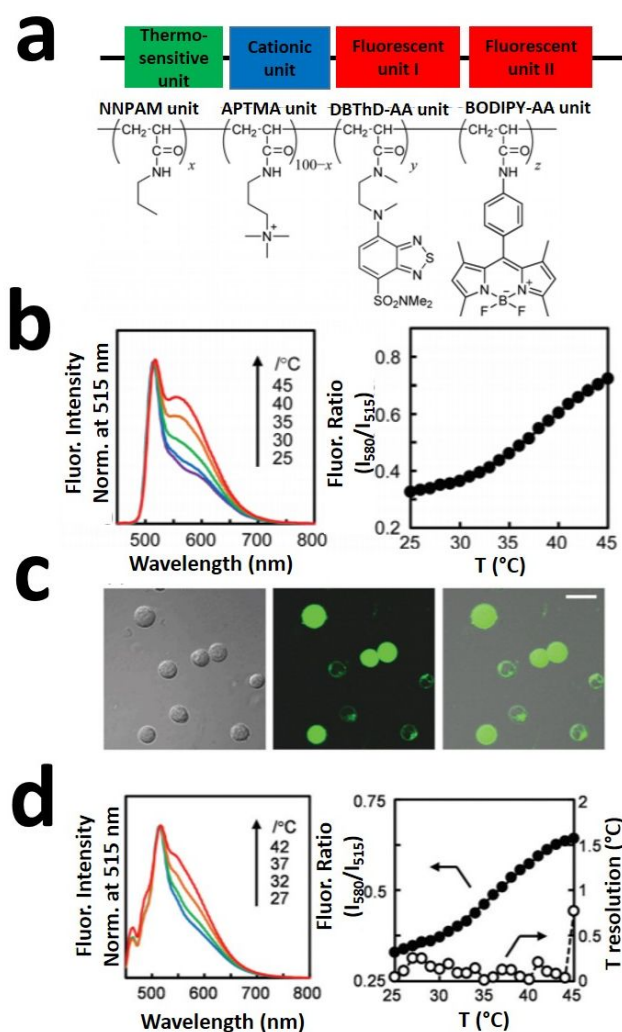 a
Thermo- Cationic Fluorescent Fluorescent
sensitive unit unit I unit II
unit
NNPAM unit APTMA unit DBThD-AA unit BODIPY-AA unit
CH₂-CH CH₂-CH CH₂-CH CH₂-CH
C=O x C=O 100-x C=O y C=O z
NH NH N NH
N⁺ N
N
S
N
SO₂NMe₂
N B⁻ N⁺
F F
b
Fluor. Intensity
Norm. at 515 nm
/°C
45
40
35
30
25
500 600 700 800
Wavelength (nm)
Fluor. Ratio
(I₅₈₀/I₅₁₅)
0.8
0.6
0.4
0.2
25 30 35 40 45
T (°C)
c
d
Fluor. Intensity
Norm. at 515 nm
/°C
42
37
32
27
500 600 700 800
Wavelength (nm)
Fluor. Ratio
(I₅₈₀/I₅₁₅)
0.75
0.5
0.25
25 30 35 40 45
T (°C)
2
1.5
1
0.5
0
T resolution (°C)